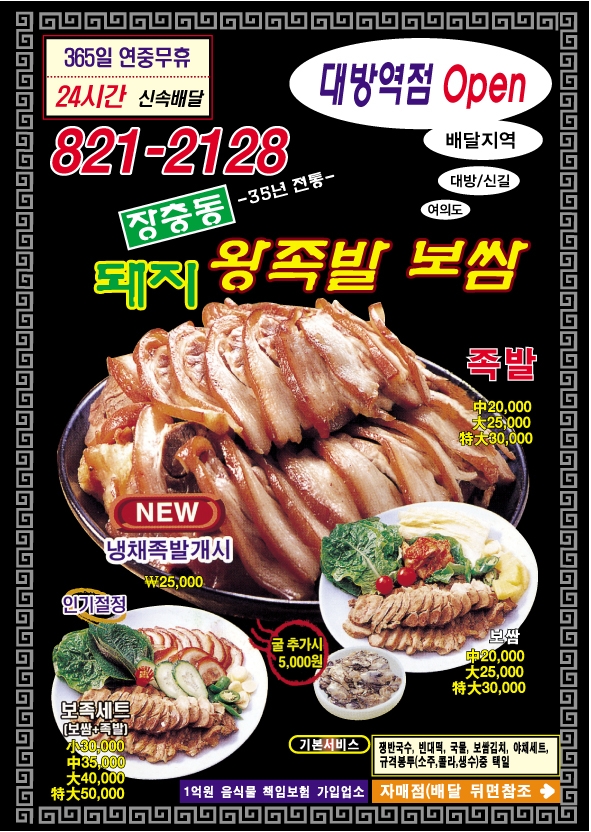 365일 연중무휴
24시간 신속배달
821-2128
대방역점 Open
배달지역
대방/신길
여의도
-35년 전통-
장충동
돼지 왕족발 보쌈
족발
中20,000
大25,000
特大30,000
NEW
냉채족발개시
₩25,000
인기절정
보족세트
(보쌈+족발)
小30,000
中35,000
大40,000
特大50,000
굴 추가시
5,000원
보쌈
中20,000
大25,000
特大30,000
기본서비스
쟁반국수, 빈대떡, 국물, 보쌈김치, 야채세트,
규격봉투(소주,콜라,생수)중 택일
1억원 음식물 책임보험 가입업소
자매점(배달 뒤면참조